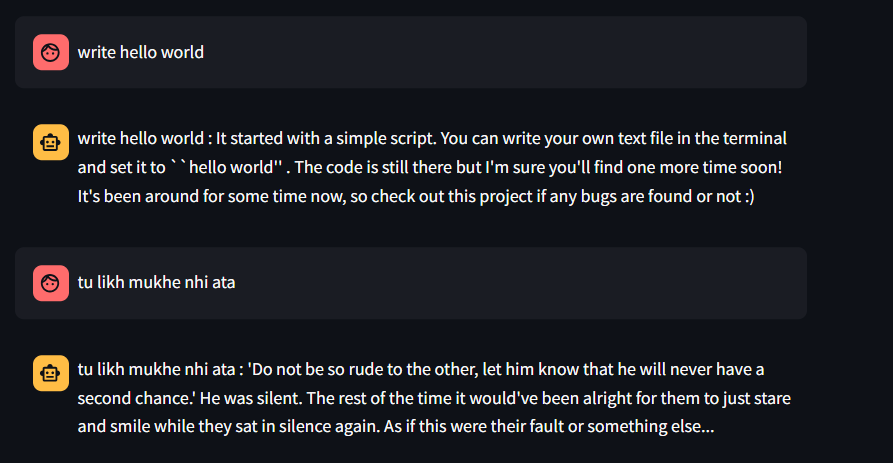 write hello world
write hello world : It started with a simple script. You can write your own text file in the terminal
and set it to ` ` hello world'' . The code is still there but I'm sure you'll find one more time soon!
It's been around for some time now, so check out this project if any bugs are found or not :)
tu likh mukhe nhi ata
tu likh mukhe nhi ata : 'Do not be so rude to the other, let him know that he will never have a
second chance.' He was silent. The rest of the time it would've been alright for them to just stare
and smile while they sat in silence again. As if this were their fault or something else...